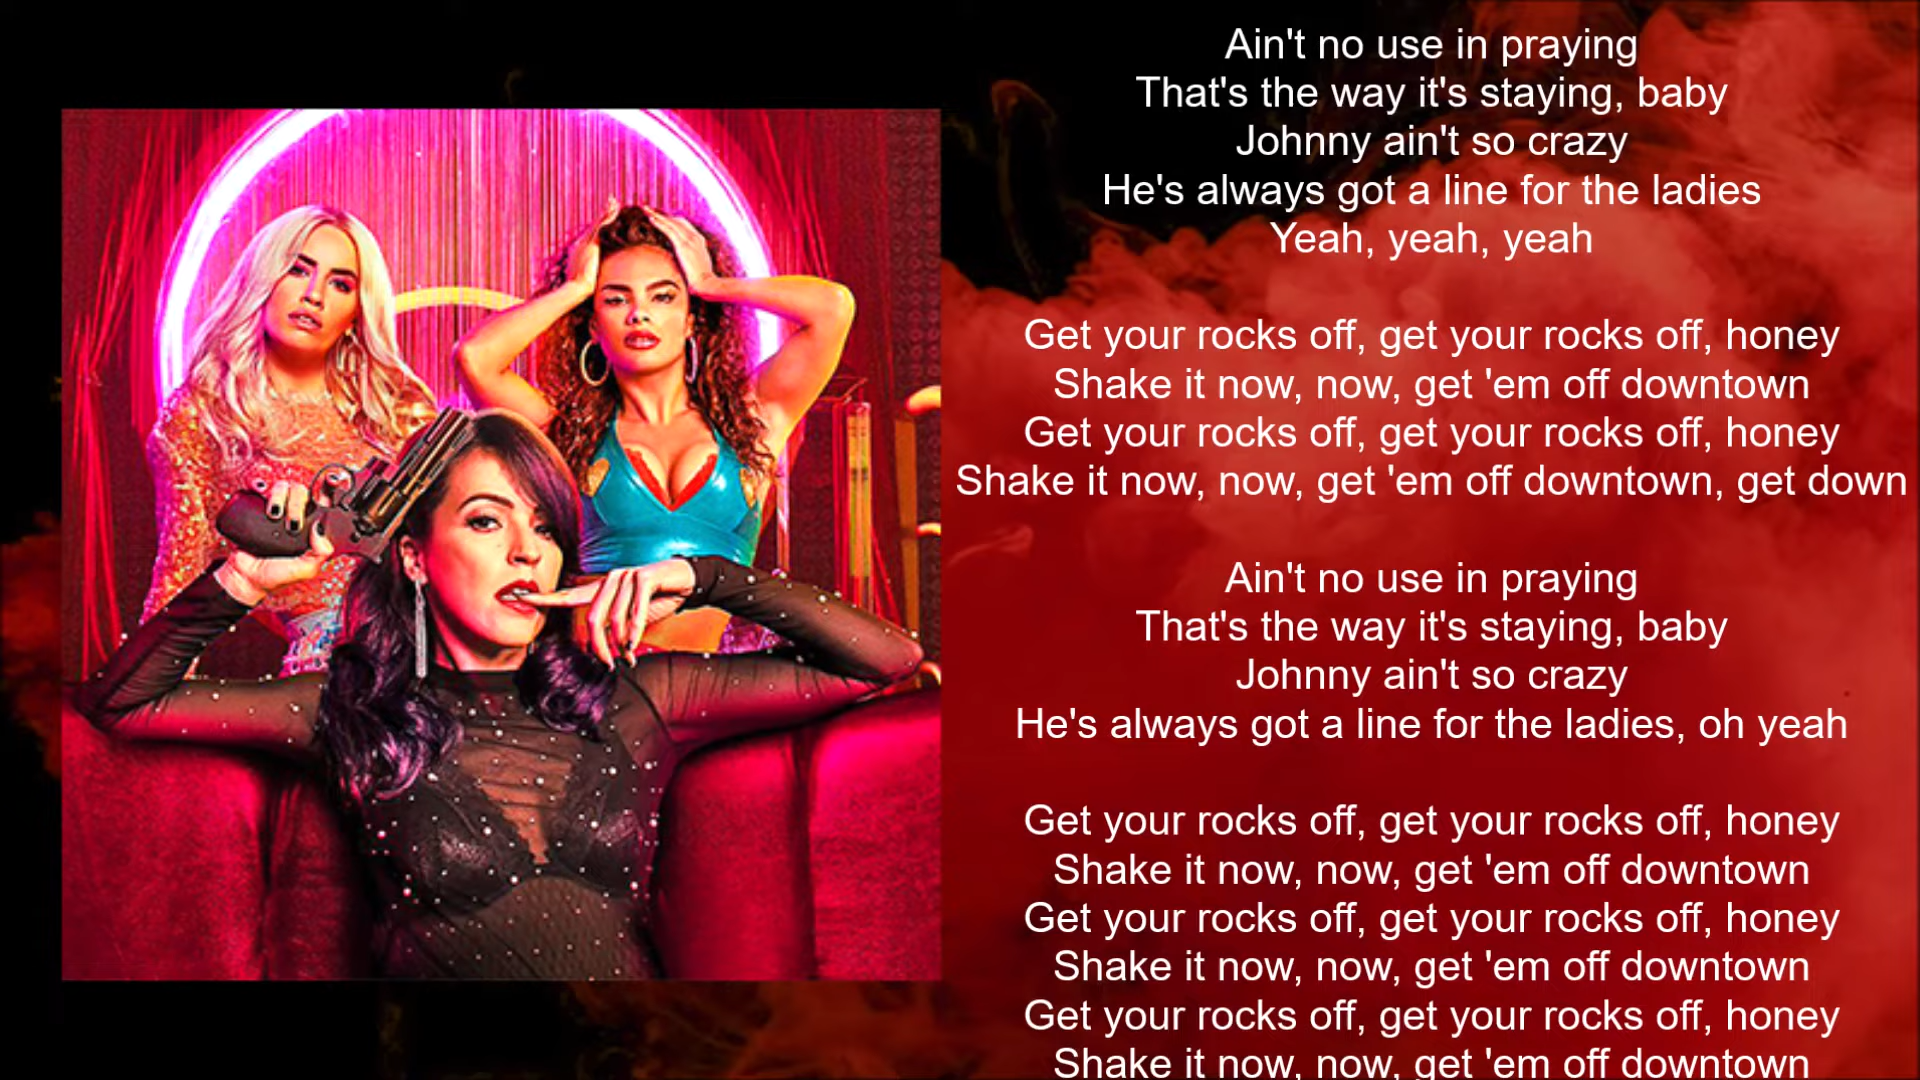 Ain't no use in praying
That's the way it's staying, baby
Johnny ain't so crazy
He's always got a line for the ladies
Yeah, yeah, yeah
Get your rocks off, get your rocks off, honey
Shake it now, now, get 'em off downtown
Get your rocks off, get your rocks off, honey
Shake it now, now, get 'em off downtown, get down
Ain't no use in praying
That's the way it's staying, baby
Johnny ain't so crazy
He's always got a line for the ladies, oh yeah
Get your rocks off, get your rocks off, honey
Shake it now, now, get 'em off downtown
Get your rocks off, get your rocks off, honey
Shake it now, now, get 'em off downtown
Get your rocks off, get your rocks off, honey
Shake it now, now, get 'em off downtown